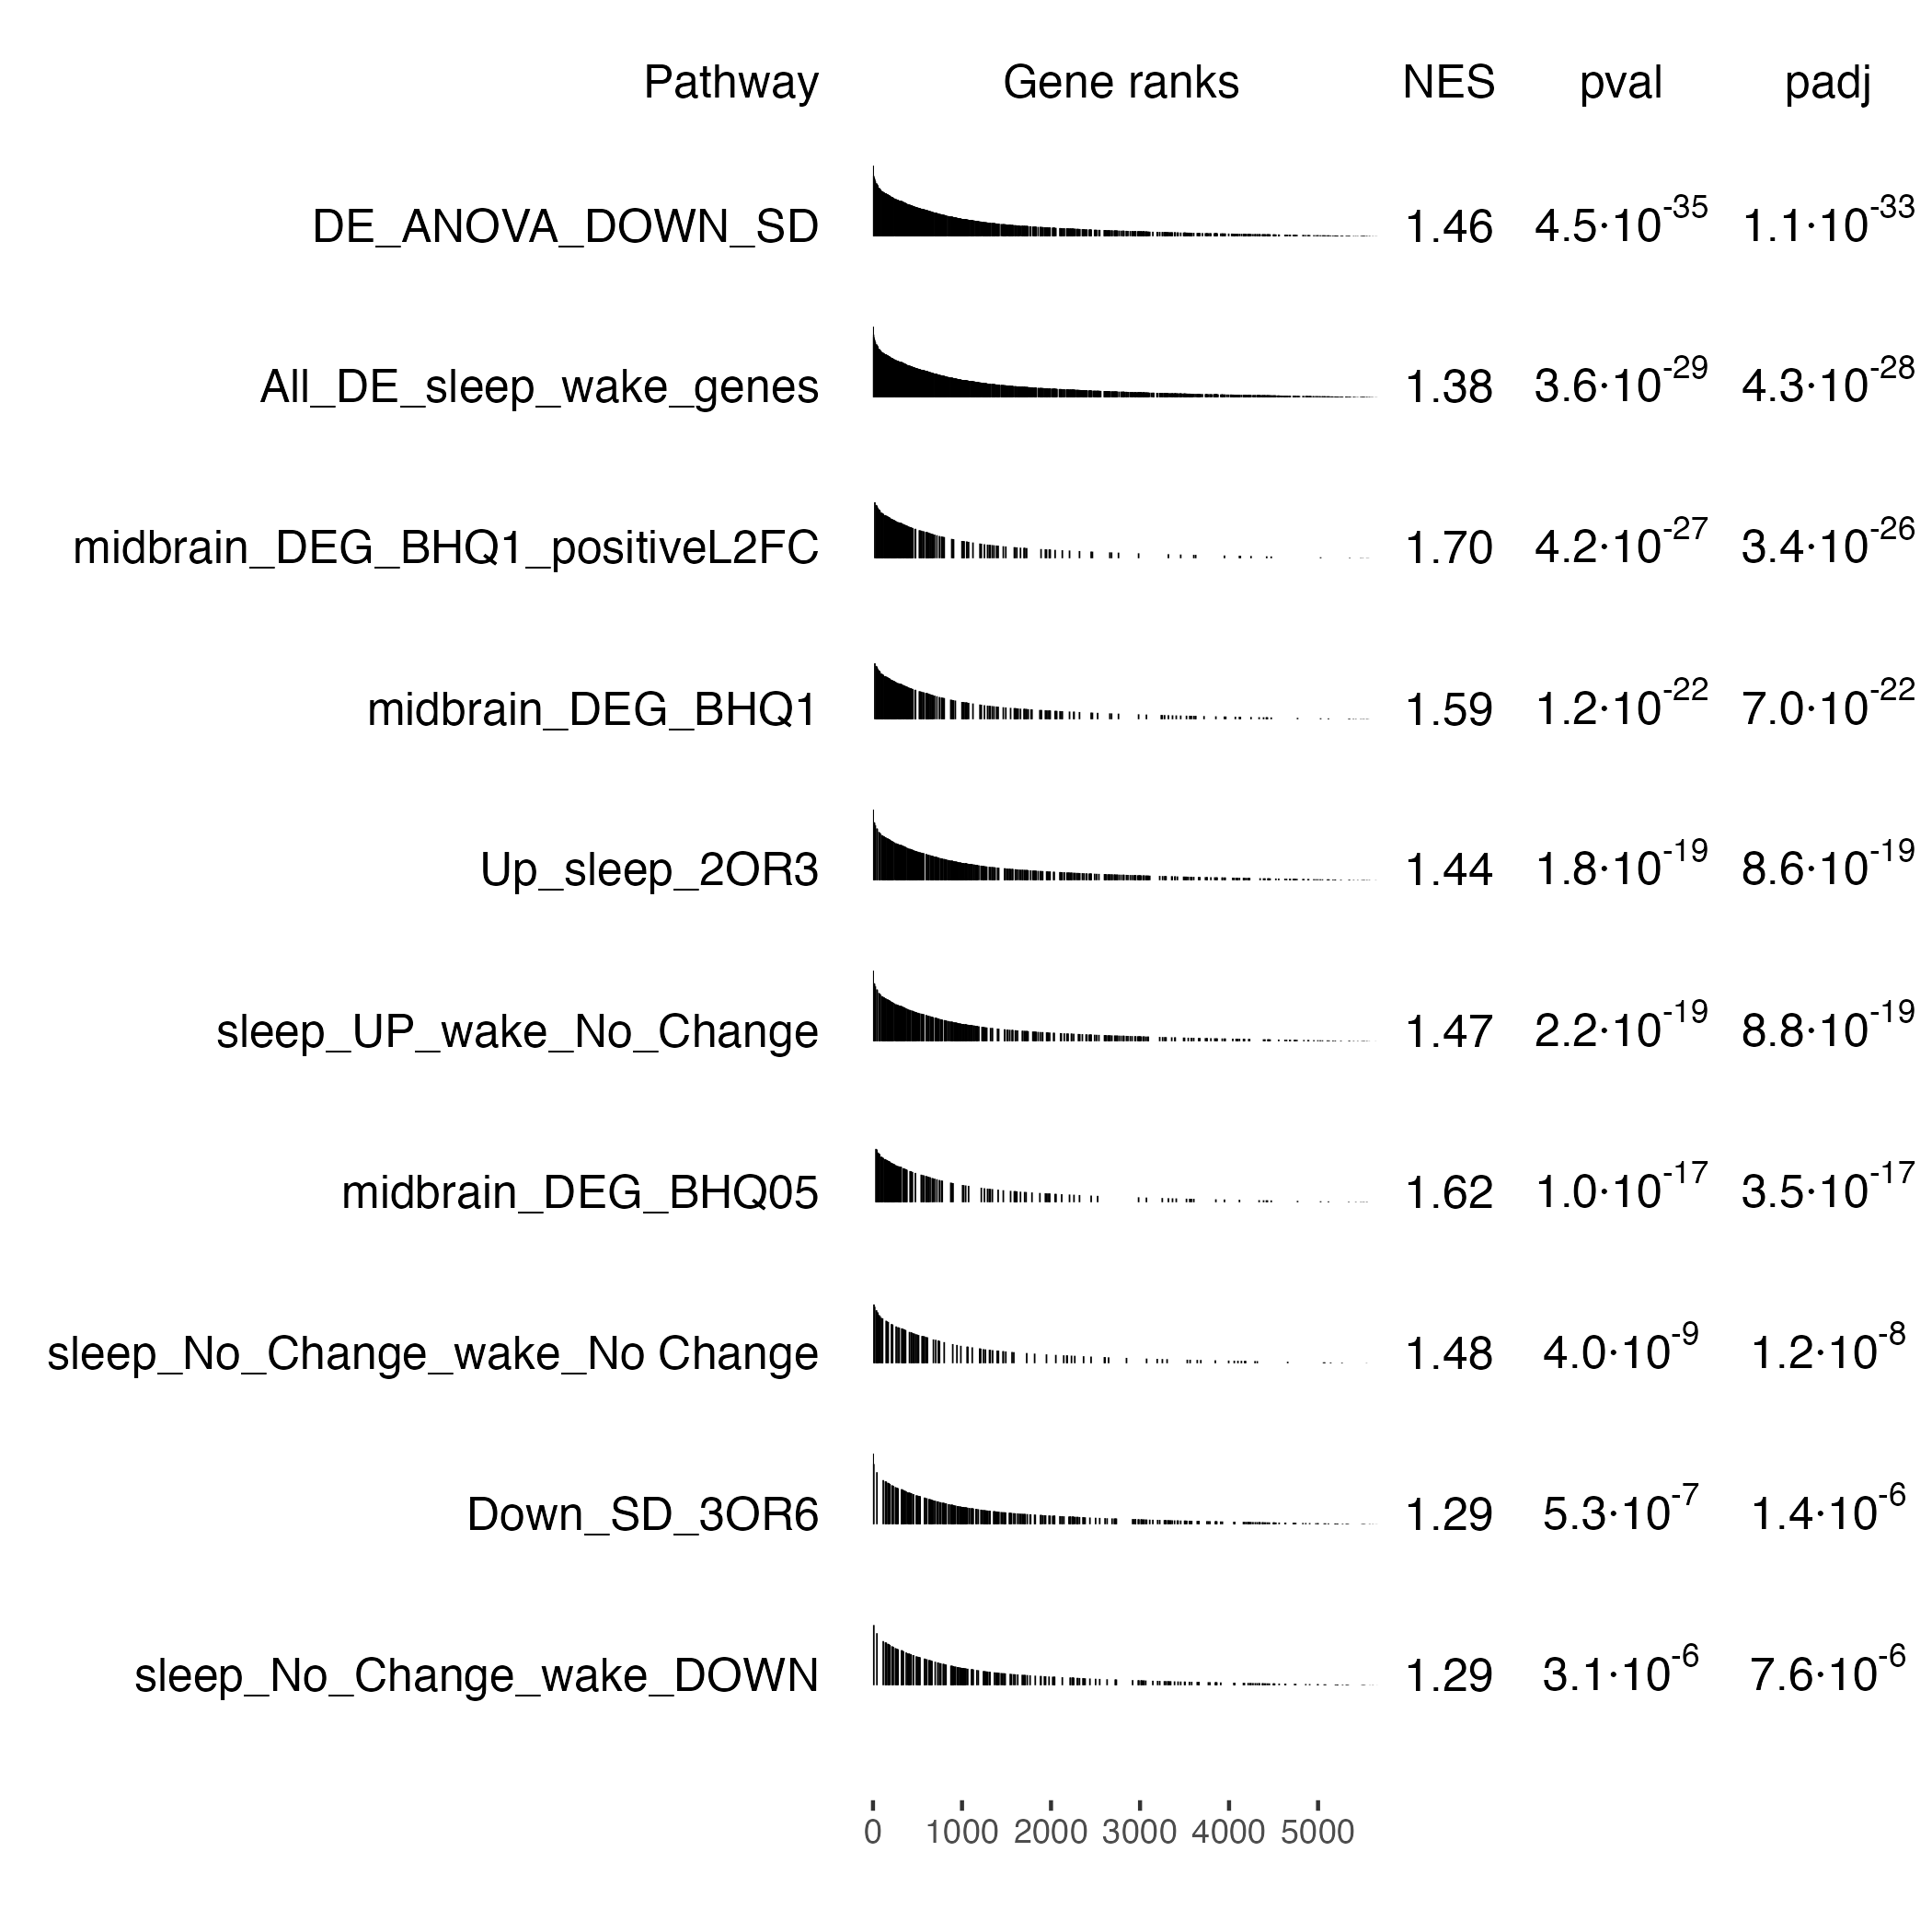 Pathway Gene ranks NES pval padj
DE_ANOVA_DOWN_SD 1.46 4.5·10^-35 1.1·10^-33
All_DE_sleep_wake_genes 1.38 3.6·10^-29 4.3·10^-28
midbrain_DEG_BHQ1_positiveL2FC 1.70 4.2·10^-27 3.4·10^-26
midbrain_DEG_BHQ1 1.59 1.2·10^-22 7.0·10^-22
Up_sleep_2OR3 1.44 1.8·10^-19 8.6·10^-19
sleep_UP_wake_No_Change 1.47 2.2·10^-19 8.8·10^-19
midbrain_DEG_BHQ05 1.62 1.0·10^-17 3.5·10^-17
sleep_No_Change_wake_No Change 1.48 4.0·10^-9 1.2·10^-8
Down_SD_3OR6 1.29 5.3·10^-7 1.4·10^-6
sleep_No_Change_wake_DOWN 1.29 3.1·10^-6 7.6·10^-6
0 1000 2000 3000 4000 5000